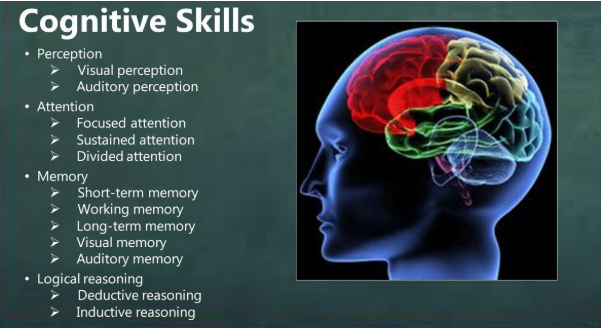 Cognitive Skills
• Perception
➢ Visual perception
➢ Auditory perception
• Attention
➢ Focused attention
➢ Sustained attention
➢ Divided attention
• Memory
➢ Short-term memory
➢ Working memory
➢ Long-term memory
➢ Visual memory
➢ Auditory memory
• Logical reasoning
➢ Deductive reasoning
➢ Inductive reasoning